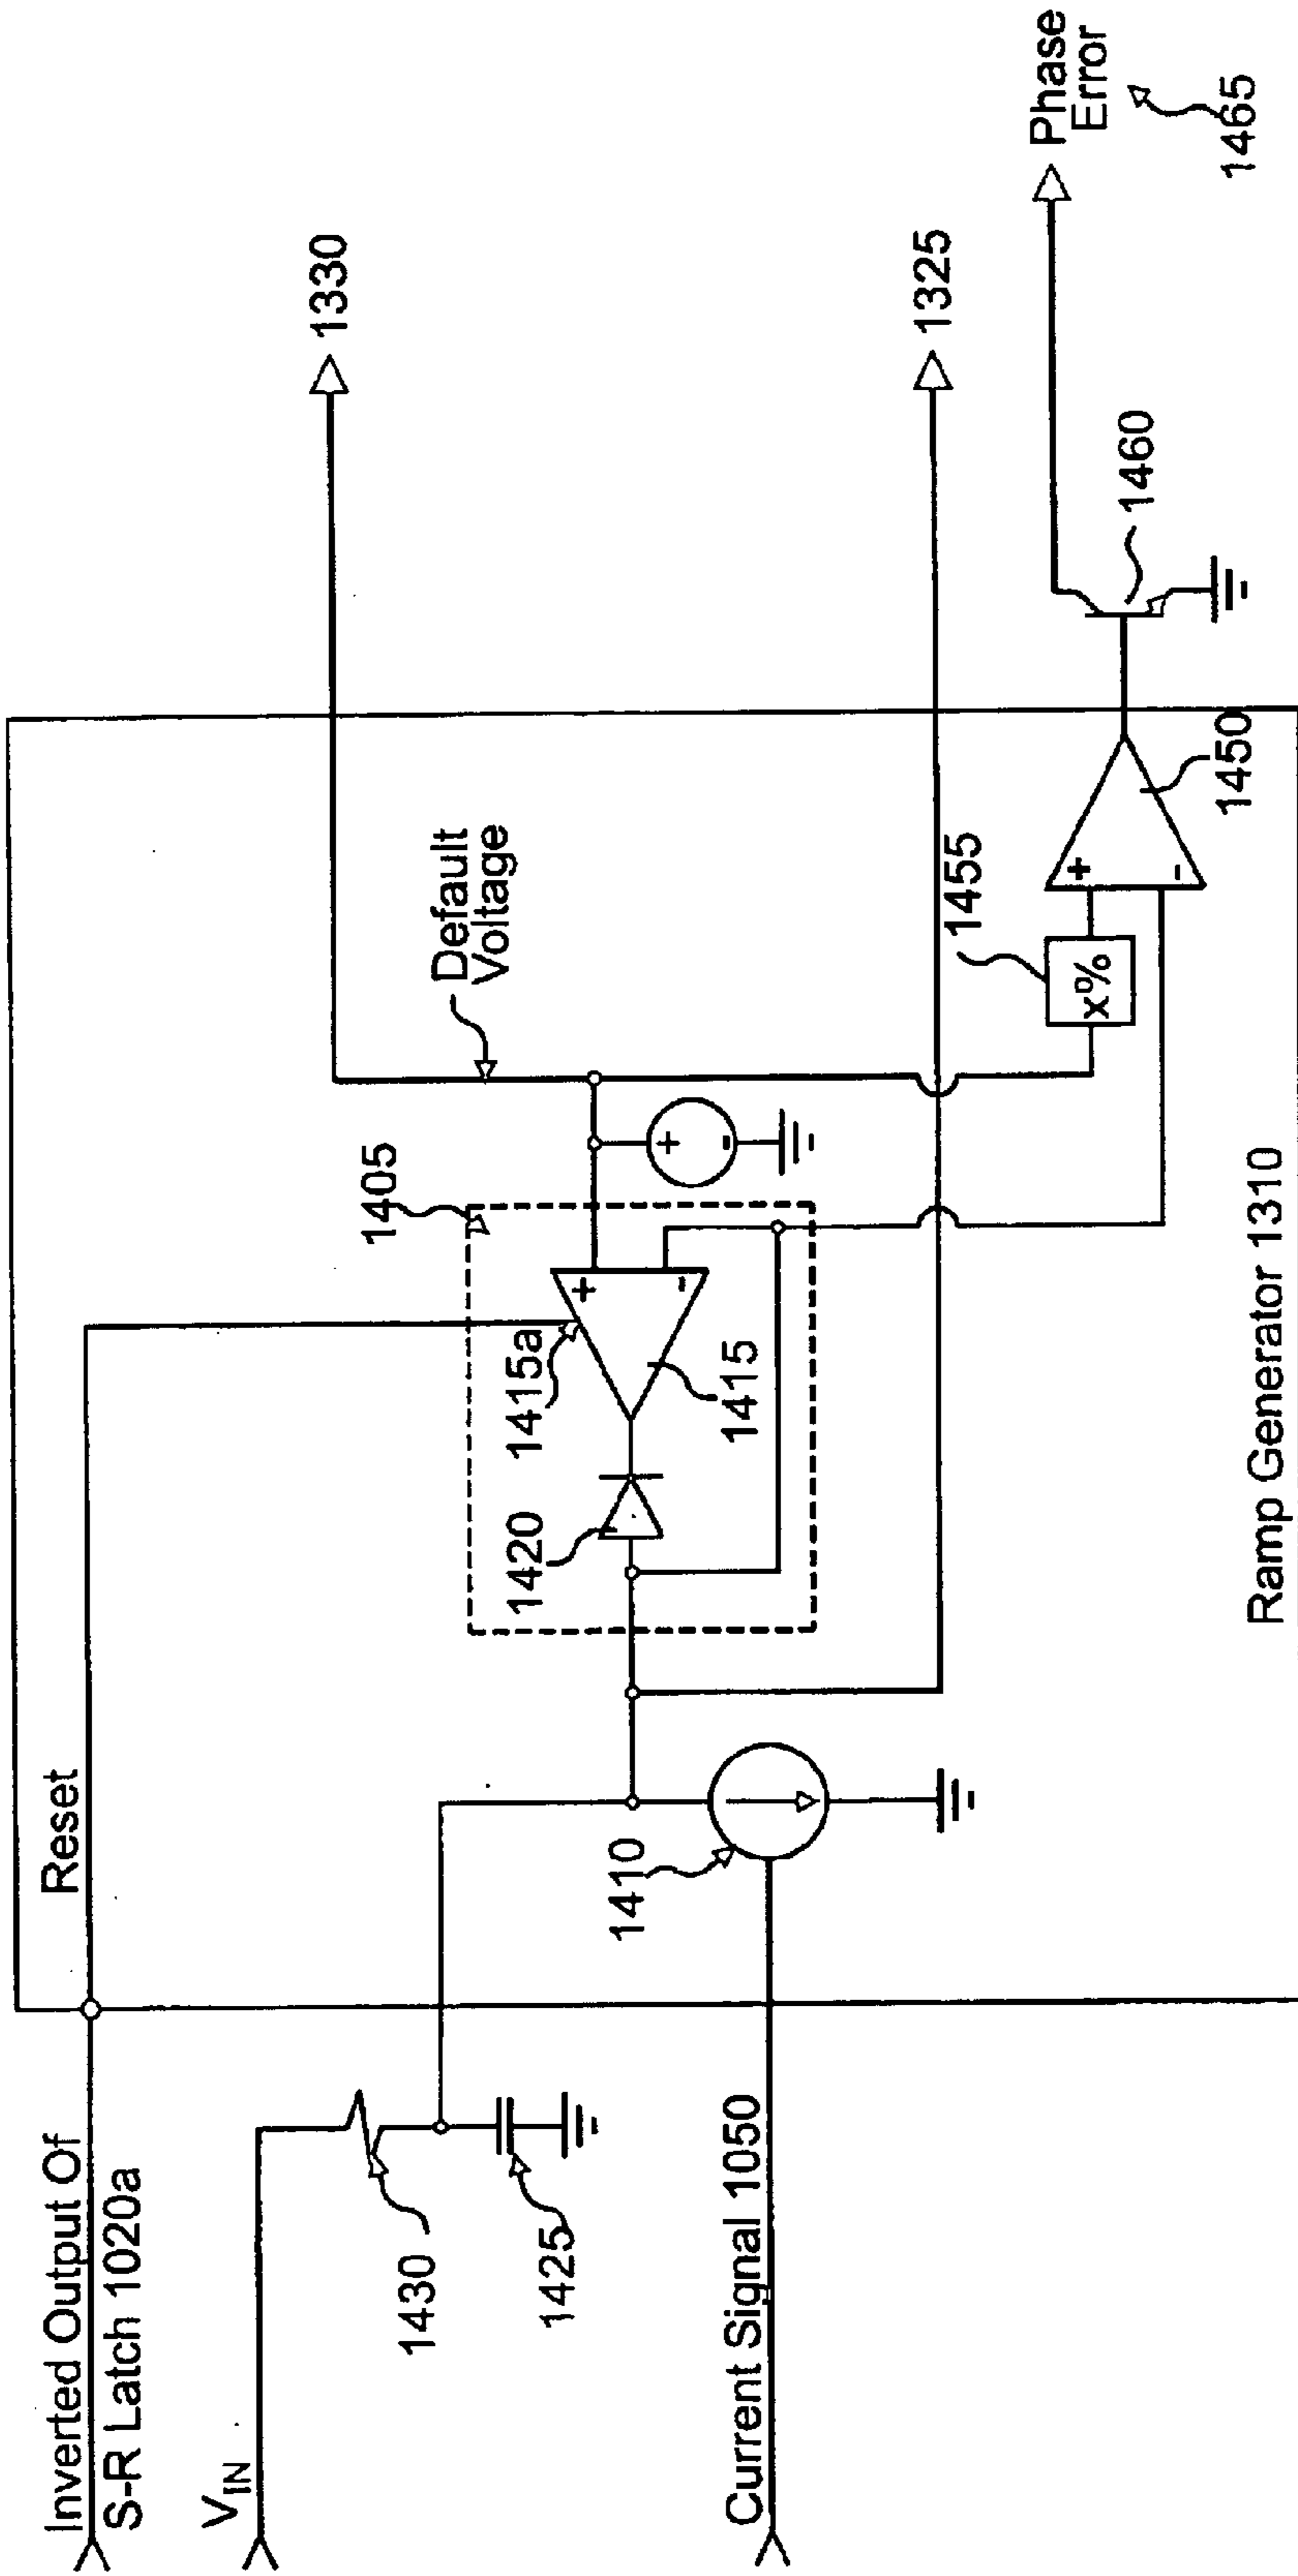 Inverted Output Of
S-R Latch 1020a
Reset
V_IN
1430
1425
Current Signal 1050
1410
1405
1415a
+
-
1420
1415
+
-
Default
Voltage
1330
1325
1455
x%
+
-
1450
1460
Phase
Error
1465
Ramp Generator 1310